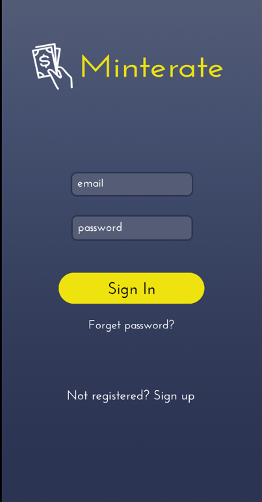 Minterate
email
password
Sign In
Forget password?
Not registered? Sign up